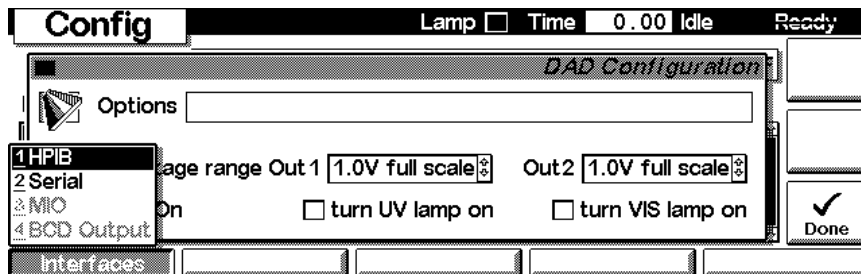 Config Lamp Time 0.00 Idle Ready
DAD Configuration
Options
1 HPIB
age range Out1 1.0V full scale Out2 1.0V full scale
2 Serial
3 MIO
On turn UV lamp on turn VIS lamp on
4 BCD Output
Done
Interfaces